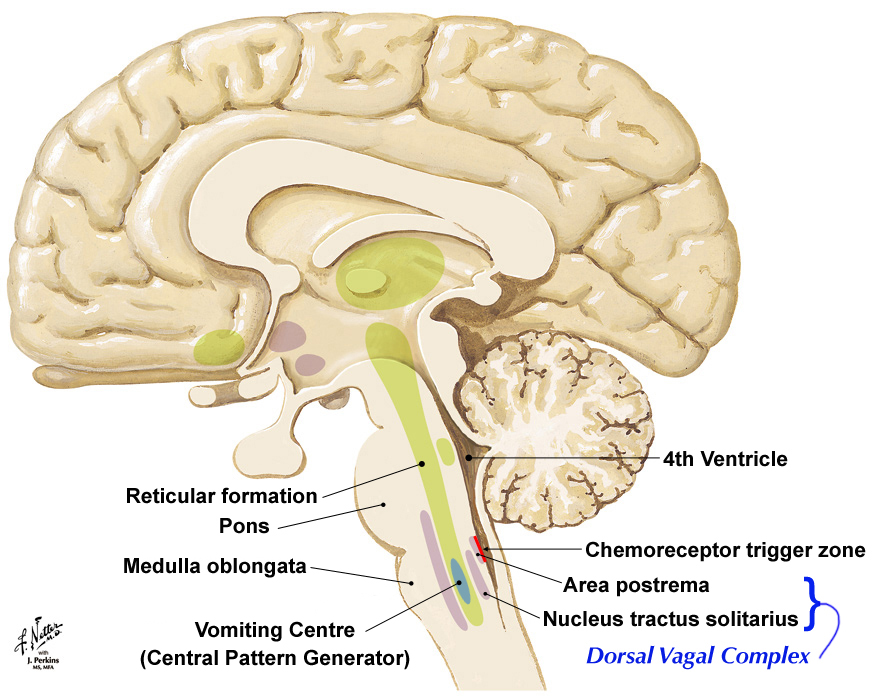 4th Ventricle
Reticular formation
Pons
Chemoreceptor trigger zone
Medulla oblongata
Area postrema
Nucleus tractus solitarius
Vomiting Centre
(Central Pattern Generator)
Dorsal Vagal Complex
f. Netter
M.D.
with
J. Perkins
MS, MFA